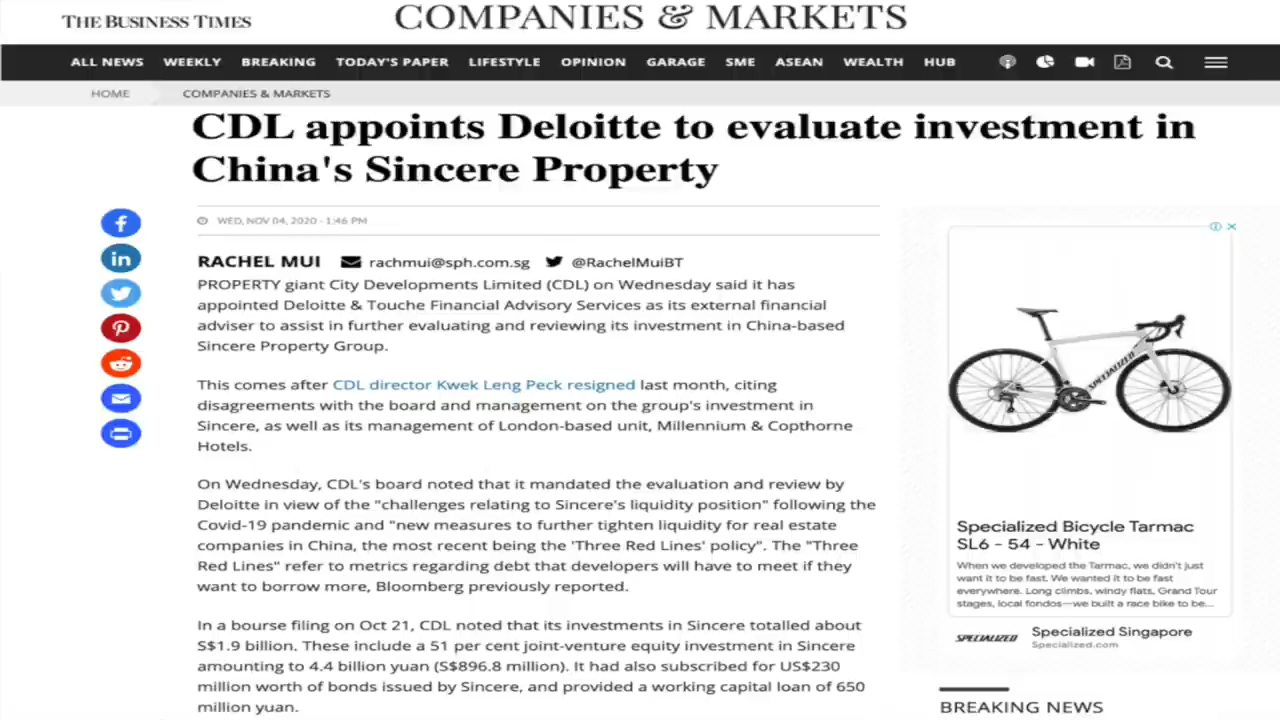 THE BUSINESS TIMES
COMPANIES & MARKETS
ALL NEWS WEEKLY BREAKING TODAY'S PAPER LIFESTYLE OPINION GARAGE SME ASEAN WEALTH HUB
HOME COMPANIES & MARKETS
CDL appoints Deloitte to evaluate investment in
China's Sincere Property
WED, NOV 04, 2020 - 1:46 PM
RACHEL MUI rachmui@sph.com.sg @RachelMuiBT
PROPERTY giant City Developments Limited (CDL) on Wednesday said it has
appointed Deloitte & Touche Financial Advisory Services as its external financial
adviser to assist in further evaluating and reviewing its investment in China-based
Sincere Property Group.
This comes after CDL director Kwek Leng Peck resigned last month, citing
disagreements with the board and management on the group's investment in
Sincere, as well as its management of London-based unit, Millennium & Copthorne
Hotels.
On Wednesday, CDL's board noted that it mandated the evaluation and review by
Deloitte in view of the "challenges relating to Sincere's liquidity position" following the
Covid-19 pandemic and "new measures to further tighten liquidity for real estate
companies in China, the most recent being the 'Three Red Lines' policy". The "Three
Red Lines" refer to metrics regarding debt that developers will have to meet if they
want to borrow more, Bloomberg previously reported.
In a bourse filing on Oct 21, CDL noted that its investments in Sincere totalled about
S$1.9 billion. These include a 51 per cent joint-venture equity investment in Sincere
amounting to 4.4 billion yuan (S$896.8 million). It had also subscribed for US$230
million worth of bonds issued by Sincere, and provided a working capital loan of 650
million yuan.
SPECIALIZED
Specialized Bicycle Tarmac
SL6 - 54 - White
When we developed the Tarmac, we didn't just
want it to be fast. We wanted it to be fast
everywhere. Long climbs, windy flats, Grand Tour
stages, local fondos—we built a race bike to be...
SPECIALIZED Specialized Singapore
Specialized.com
BREAKING NEWS